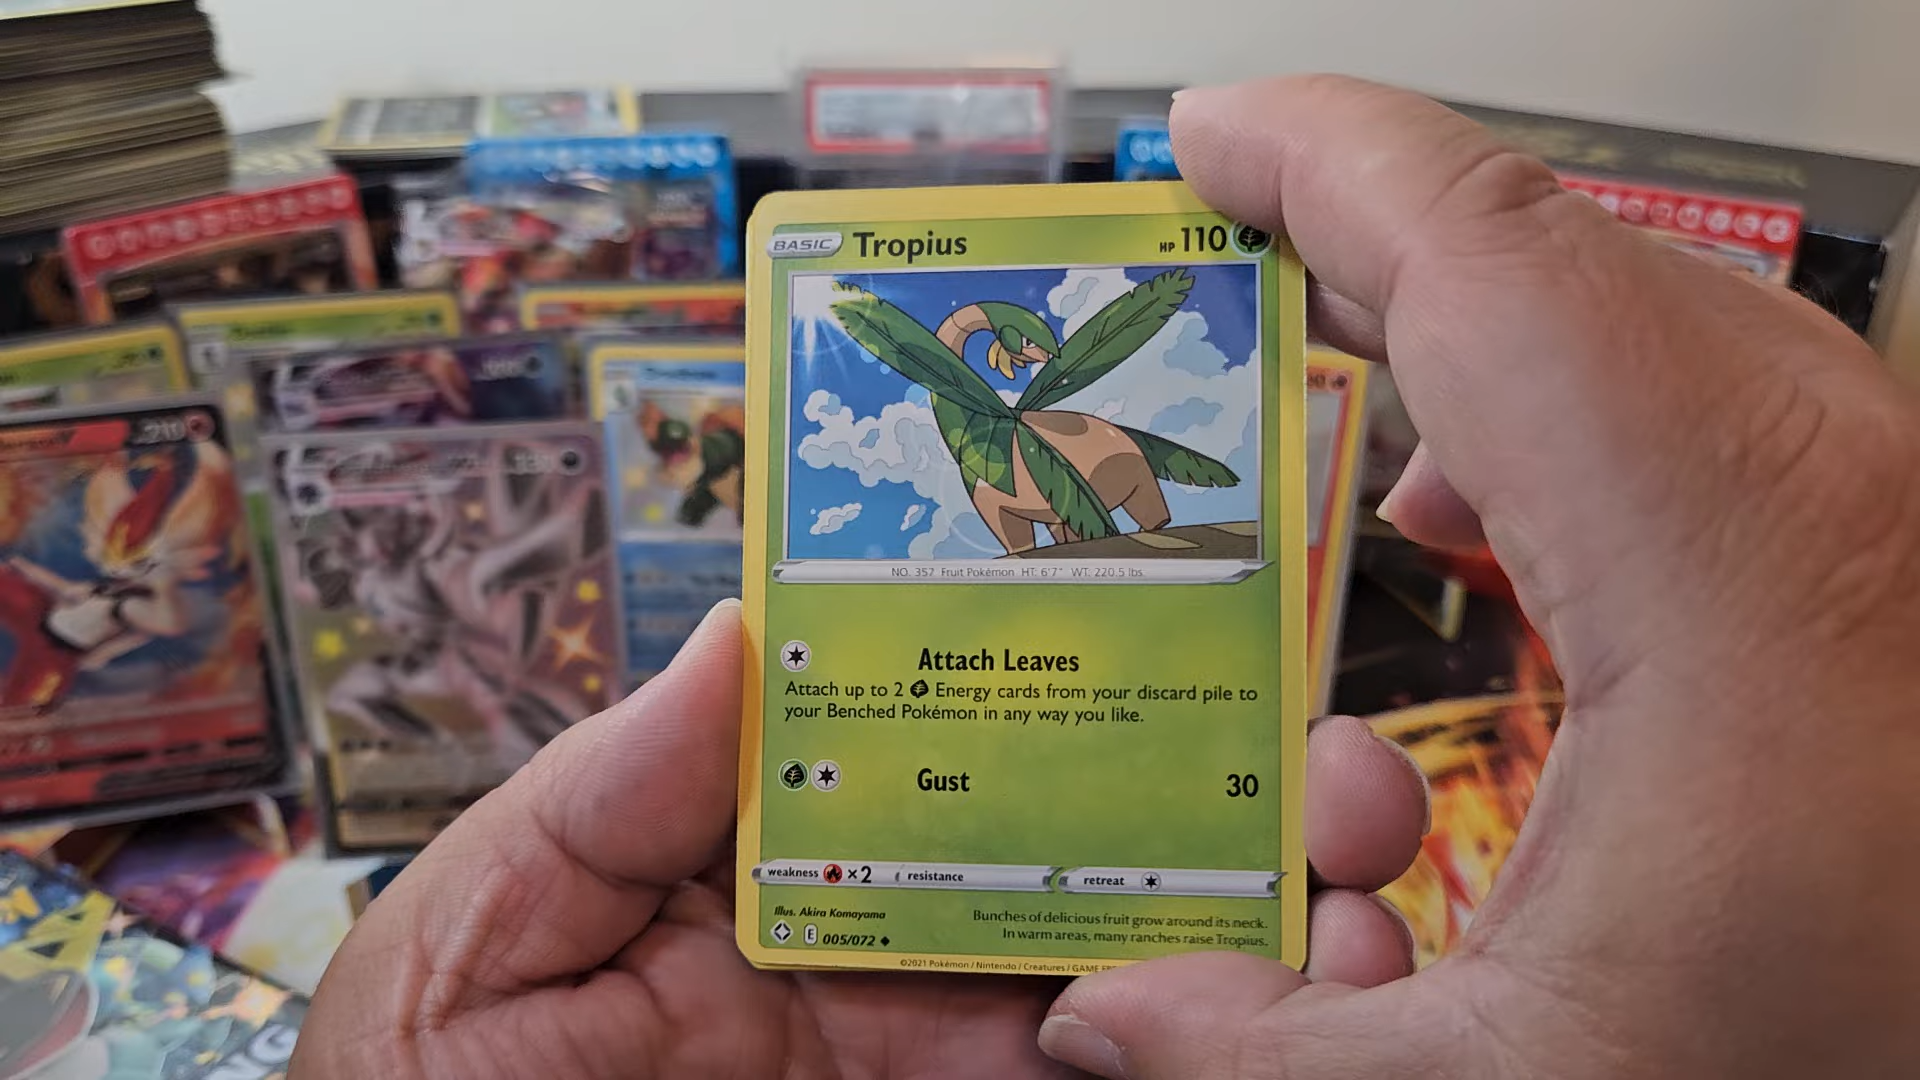 BASIC Tropius HP 110
NO. 357 Fruit Pokémon HT: 6'7" WT: 220.5 lbs.
Attach Leaves
Attach up to 2 Energy cards from your discard pile to
your Benched Pokémon in any way you like.
Gust 30
weakness ×2 resistance retreat
Illus. Akira Komayama
Bunches of delicious fruit grow around its neck.
In warm areas, many ranches raise Tropius.
E 005/072
©2021 Pokémon / Nintendo / Creatures / GAME
210